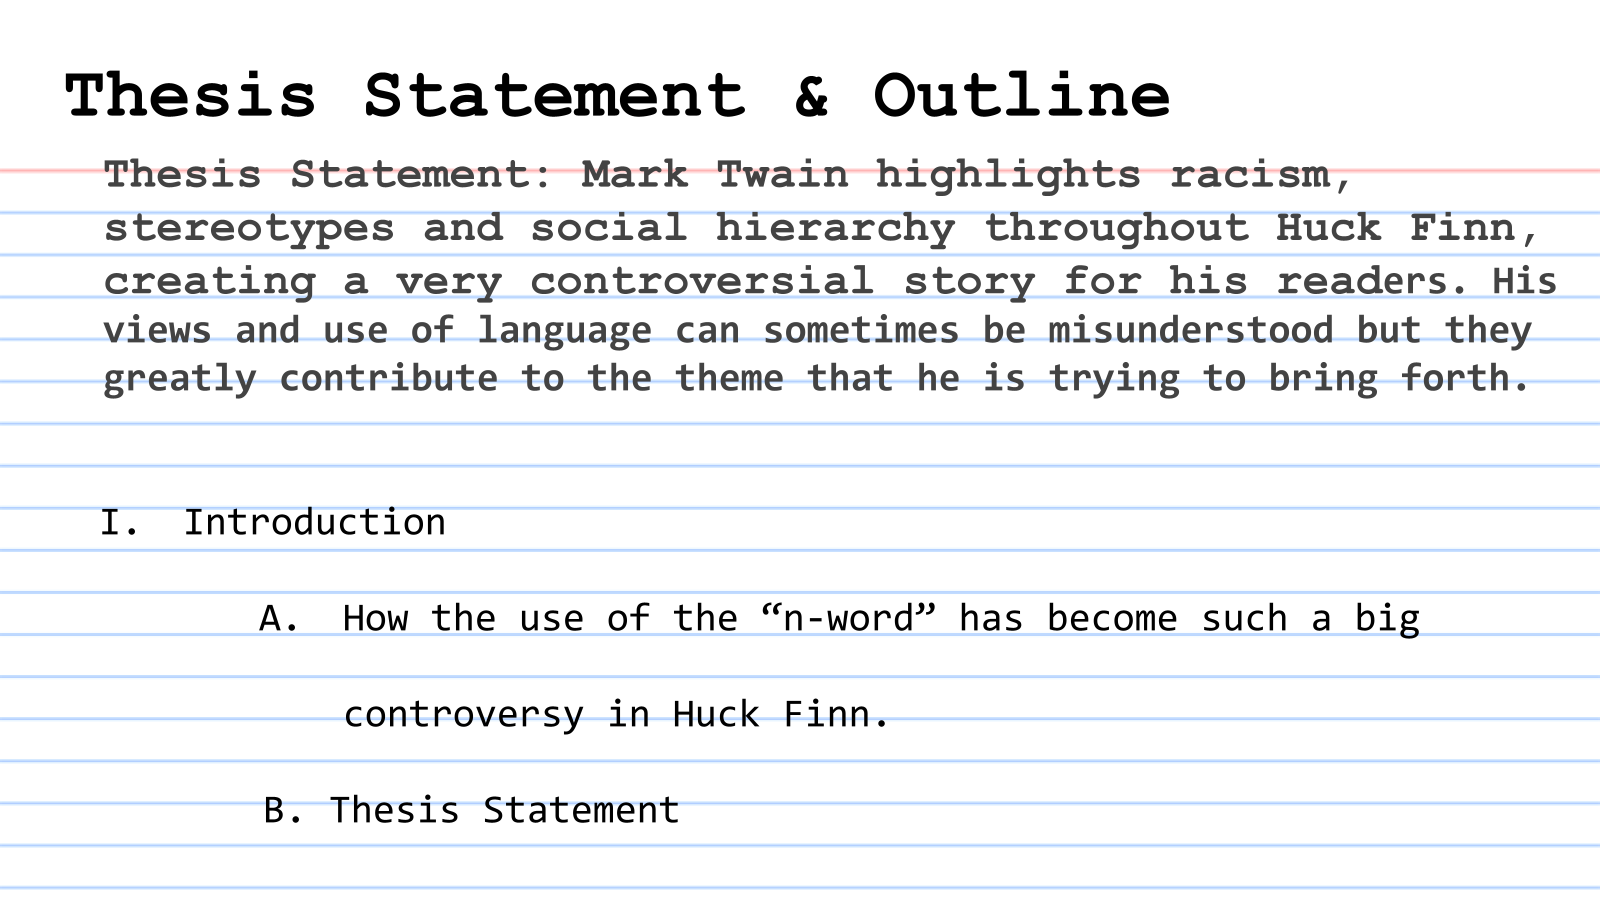 Thesis Statement & Outline
Thesis Statement: Mark Twain highlights racism,
stereotypes and social hierarchy throughout Huck Finn,
creating a very controversial story for his readers. His
views and use of language can sometimes be misunderstood but they
greatly contribute to the theme that he is trying to bring forth.
I. Introduction
A. How the use of the “n-word” has become such a big
controversy in Huck Finn.
B. Thesis Statement